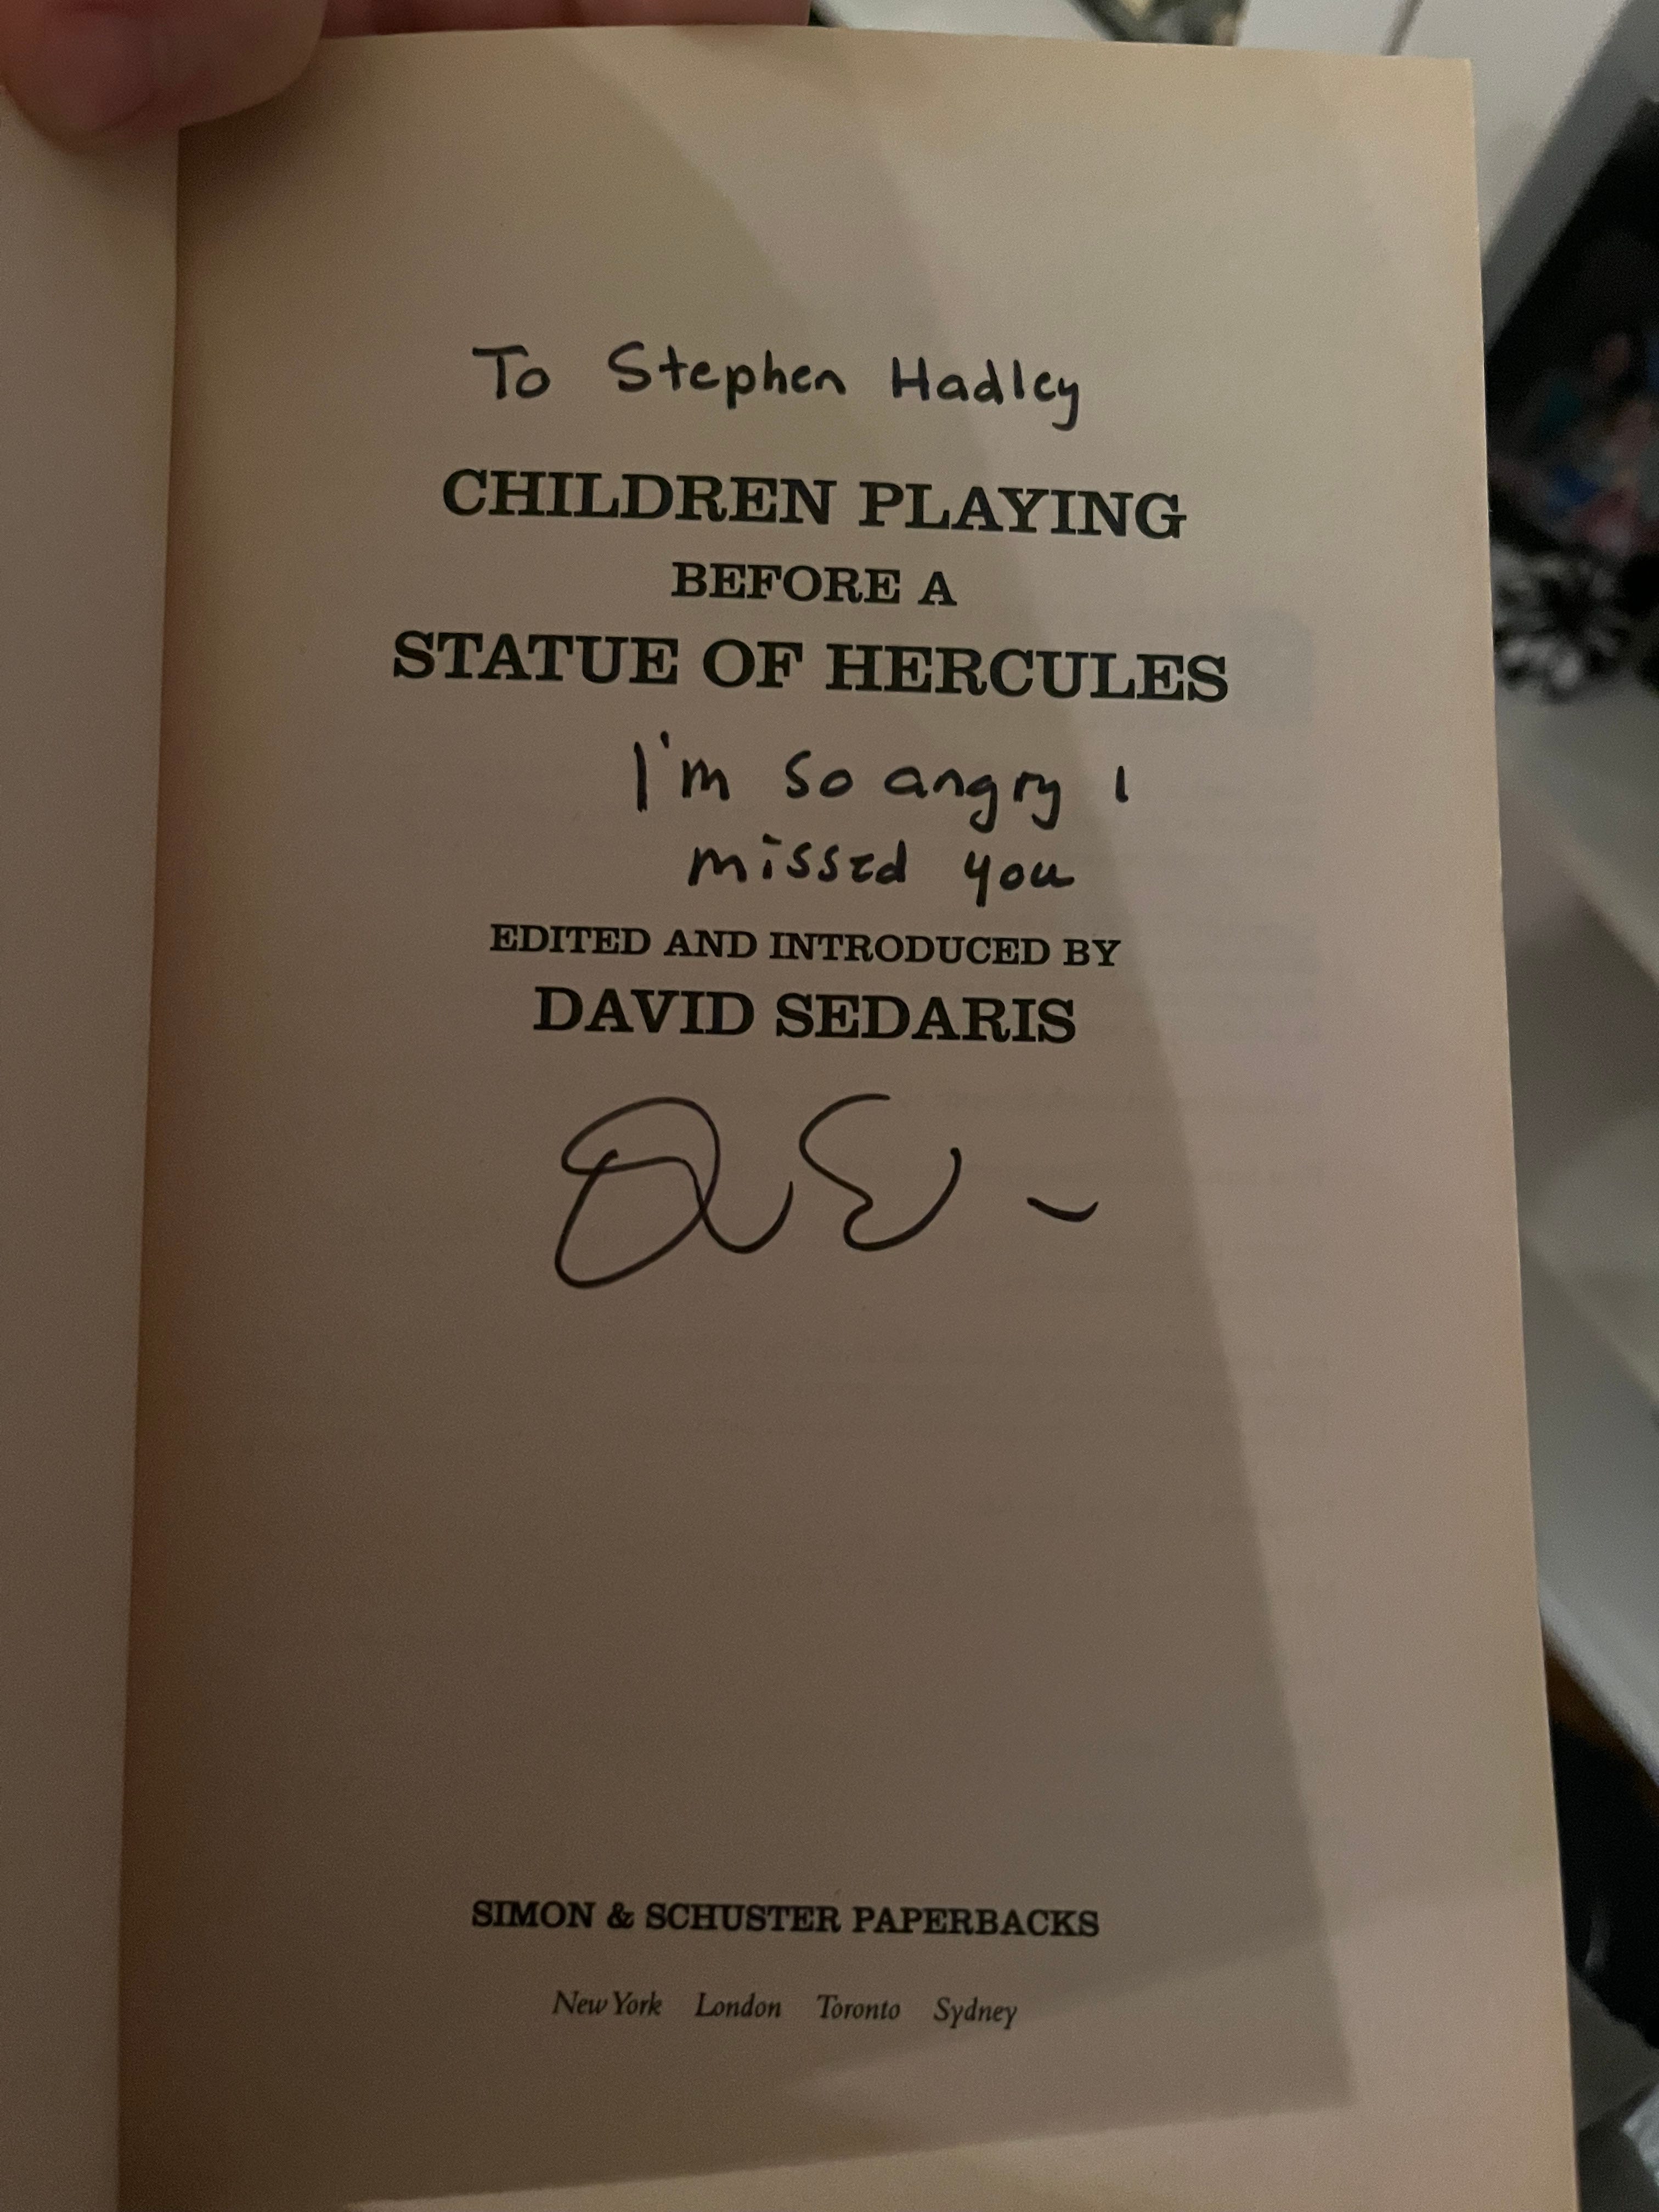 To Stephen Hadley
CHILDREN PLAYING
BEFORE A
STATUE OF HERCULES
I'm so angry I
missed you
EDITED AND INTRODUCED BY
DAVID SEDARIS
SIMON & SCHUSTER PAPERBACKS
New York London Toronto Sydney